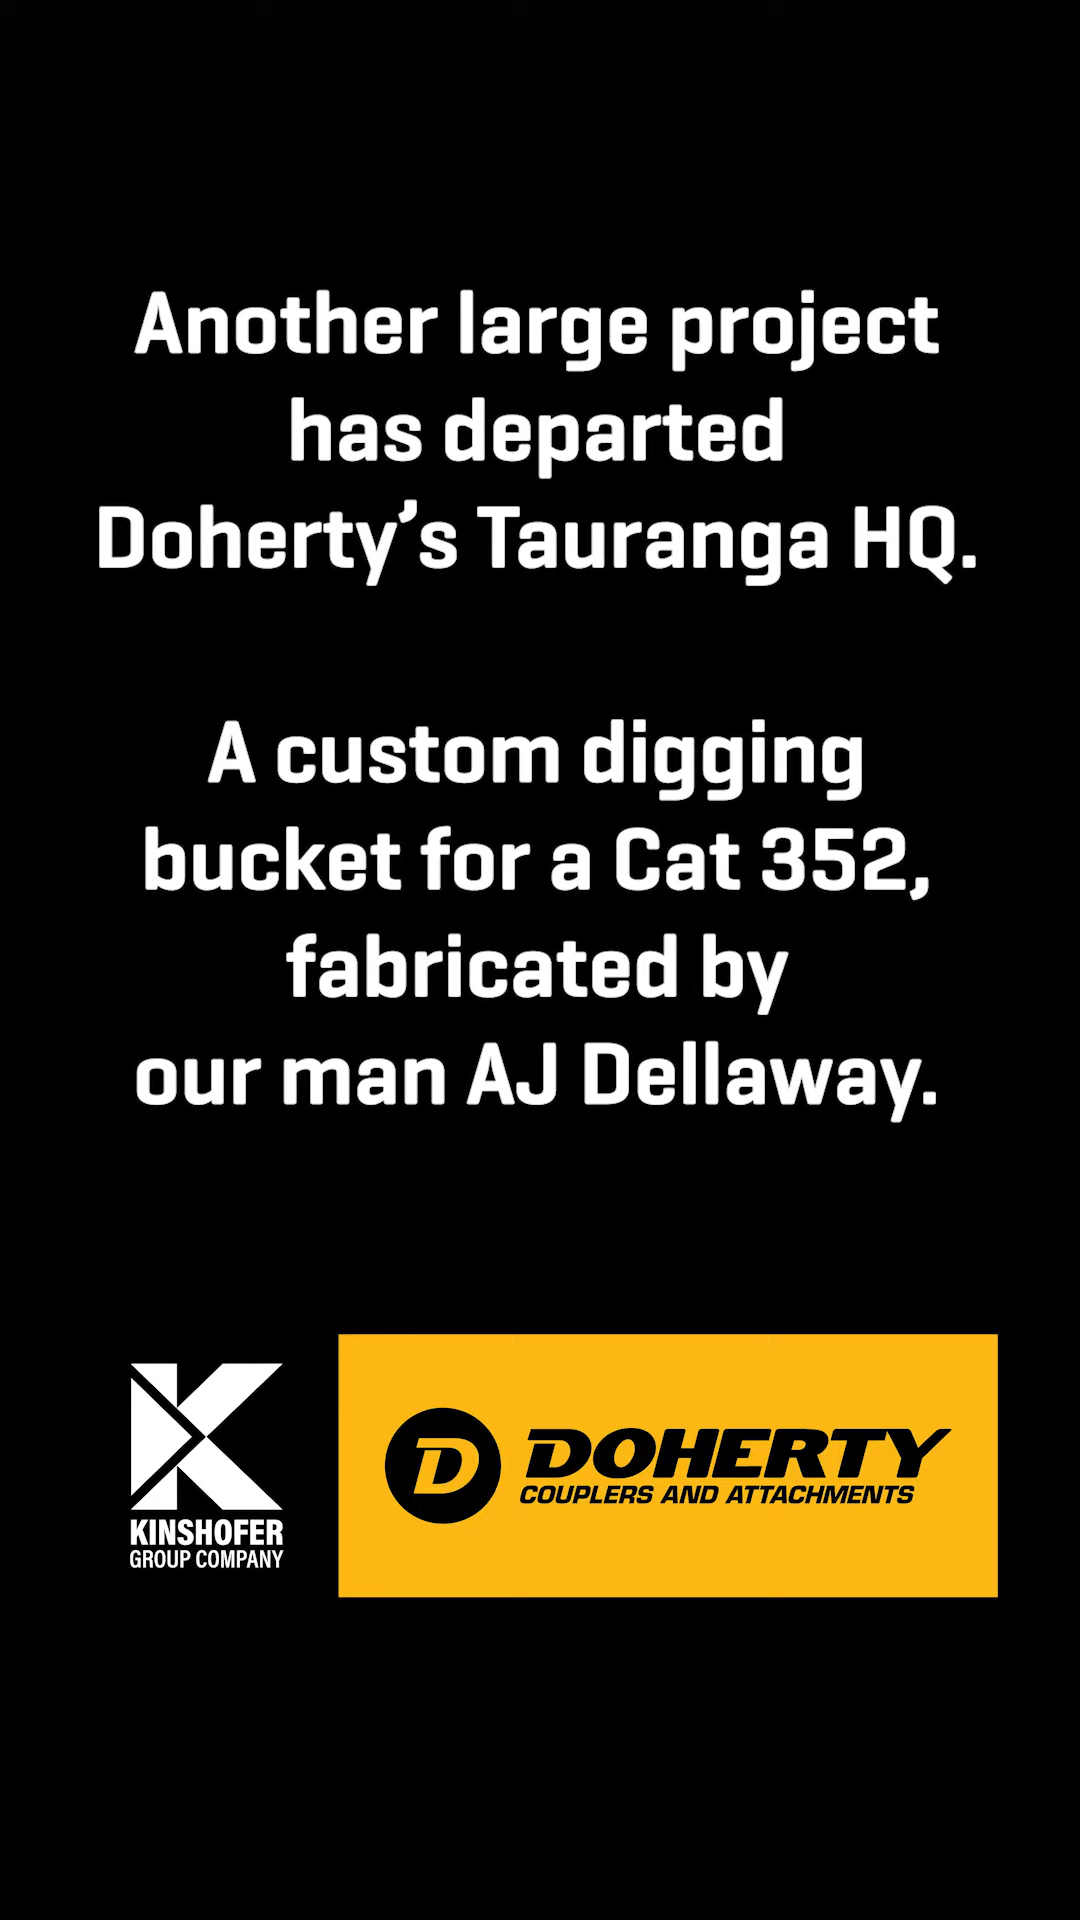 Another large project
has departed
Doherty’s Tauranga HQ.
A custom digging
bucket for a Cat 352,
fabricated by
our man AJ Dellaway.
KINSHOFER
GROUP COMPANY
D DOHERTY
COUPLERS AND ATTACHMENTS